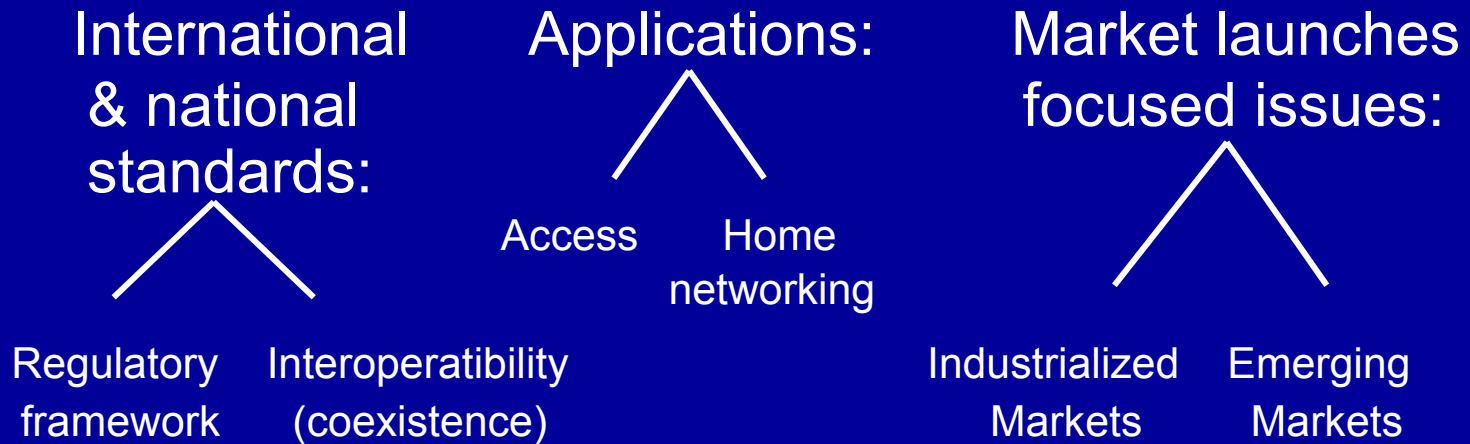 International
& national
standards:
Regulatory
framework
Interoperatibility
(coexistence)
Applications:
Access
Home
networking
Market launches
focused issues:
Industrialized
Markets
Emerging
Markets